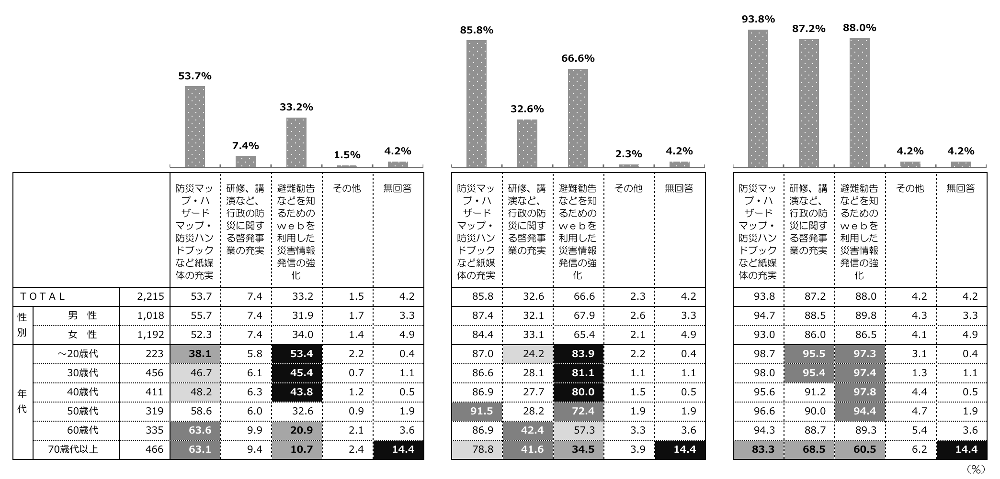 53.7%
7.4%
33.2%
1.5%
4.2%
85.8%
32.6%
66.6%
2.3%
4.2%
93.8%
87.2%
88.0%
4.2%
4.2%
防災マッ
プ・ハ
ザード
マップ・
防災ハン
ドブック
など紙媒
体の充実
研修、講
演など、
行政の防
災に関す
る啓発事
業の充実
避難勧告
などを知
るための
ｗｅｂを
利用した
災害情報
発信の強
化
その他
無回答
防災マッ
プ・ハ
ザード
マップ・
防災ハン
ドブック
など紙媒
体の充実
研修、講
演など、
行政の防
災に関す
る啓発事
業の充実
避難勧告
などを知
るための
ｗｅｂを
利用した
災害情報
発信の強
化
その他
無回答
防災マッ
プ・ハ
ザード
マップ・
防災ハン
ドブック
など紙媒
体の充実
研修、講
演など、
行政の防
災に関す
る啓発事
業の充実
避難勧告
などを知
るための
ｗｅｂを
利用した
災害情報
発信の強
化
その他
無回答
ＴＯＴＡＬ 2,215 53.7 7.4 33.2 1.5 4.2 85.8 32.6 66.6 2.3 4.2 93.8 87.2 88.0 4.2 4.2
性別
男　性 1,018 55.7 7.4 31.9 1.7 3.3 87.4 32.1 67.9 2.6 3.3 94.7 88.5 89.8 4.3 3.3
女　性 1,192 52.3 7.4 34.0 1.4 4.9 84.4 33.1 65.4 2.1 4.9 93.0 86.0 86.5 4.1 4.9
年代
～20歳代 223 38.1 5.8 53.4 2.2 0.4 87.0 24.2 83.9 2.2 0.4 98.7 95.5 97.3 3.1 0.4
30歳代 456 46.7 6.1 45.4 0.7 1.1 86.6 28.1 81.1 1.1 1.1 98.0 95.4 97.4 1.3 1.1
40歳代 411 48.2 6.3 43.8 1.2 0.5 86.9 27.7 80.0 1.5 0.5 95.6 91.2 97.8 4.4 0.5
50歳代 319 58.6 6.0 32.6 0.9 1.9 91.5 28.2 72.4 1.9 1.9 96.6 90.0 94.4 4.7 1.9
60歳代 335 63.6 9.9 20.9 2.1 3.6 86.9 42.4 57.3 3.3 3.6 94.3 88.7 89.3 5.4 3.6
70歳代以上 466 63.1 9.4 10.7 2.4 14.4 78.8 41.6 34.5 3.9 14.4 83.3 68.5 60.5 6.2 14.4
（%）